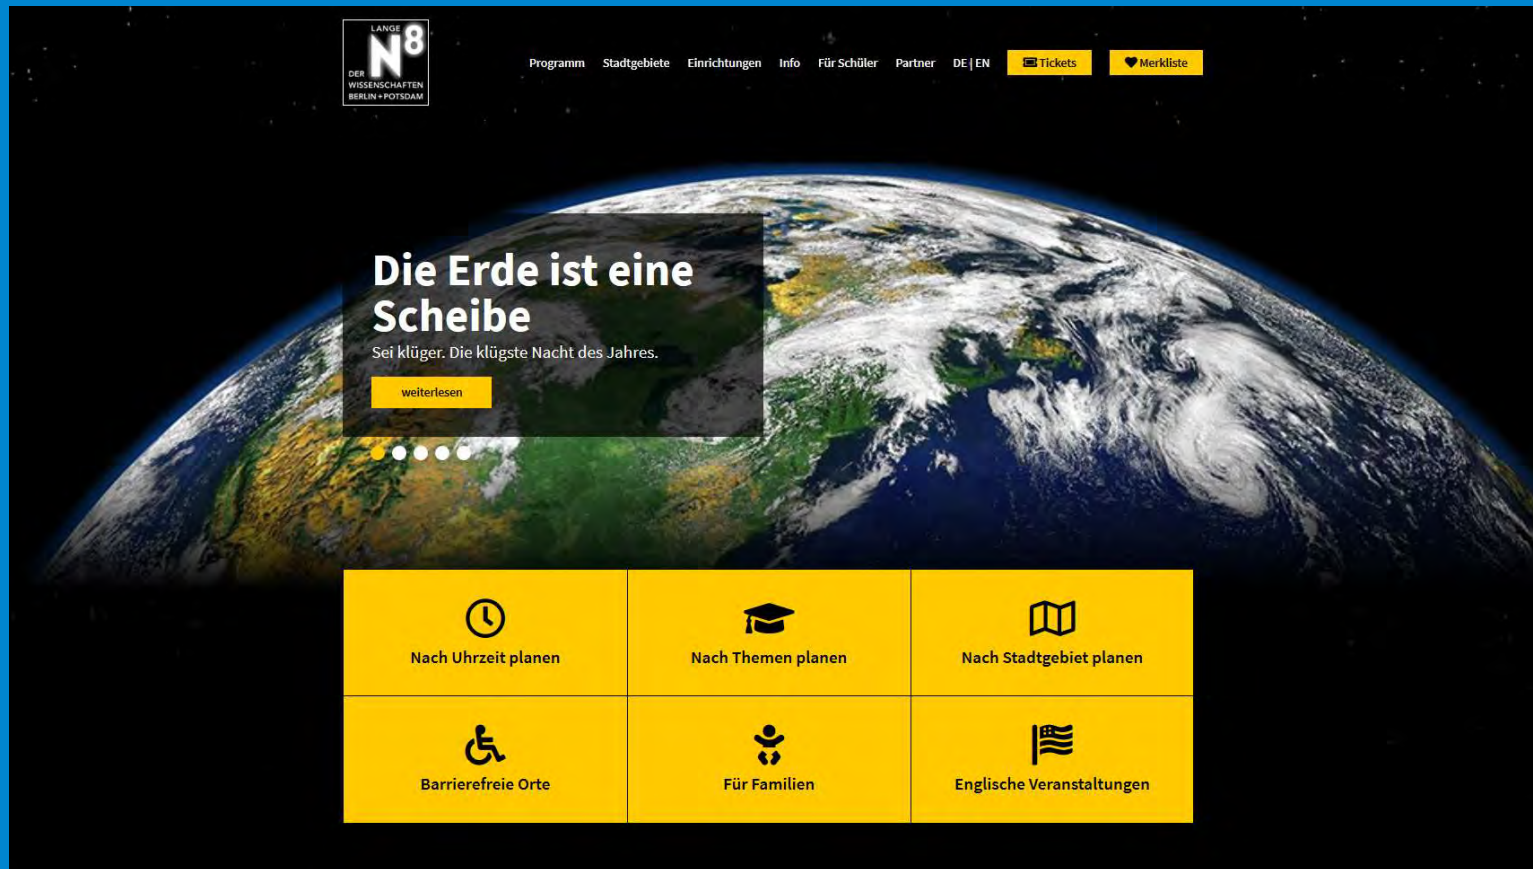 LANGE
N8
DER
WISSENSCHAFTEN
BERLIN + POTSDAM
Programm Stadtgebiete Einrichtungen Info Für Schüler Partner DE | EN Tickets Merkliste
Die Erde ist eine
Scheibe
Sei klüger. Die klügste Nacht des Jahres.
weiterlesen
Nach Uhrzeit planen Nach Themen planen Nach Stadtgebiet planen
Barrierefreie Orte Für Familien Englische Veranstaltungen